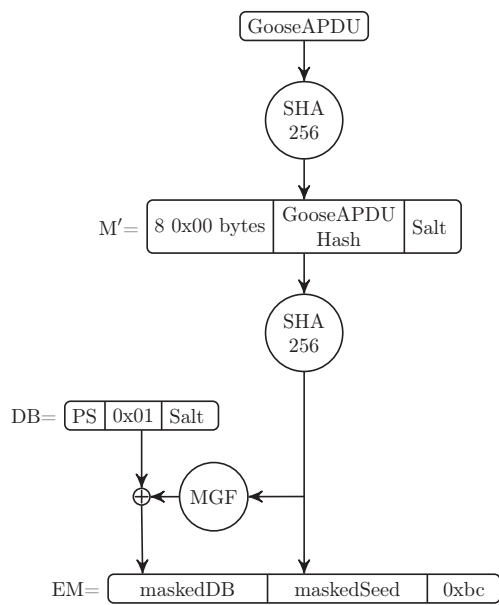 GooseAPDU
SHA
256
M′= 8 0x00 bytes GooseAPDU Hash Salt
SHA
256
DB= PS 0x01 Salt
MGF
EM= maskedDB maskedSeed 0xbc